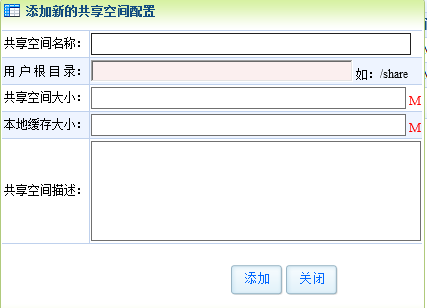 添加新的共享空间配置
共享空间名称：
用户根目录： 如：/share
共享空间大小： M
本地缓存大小： M
共享空间描述：
添加 关闭